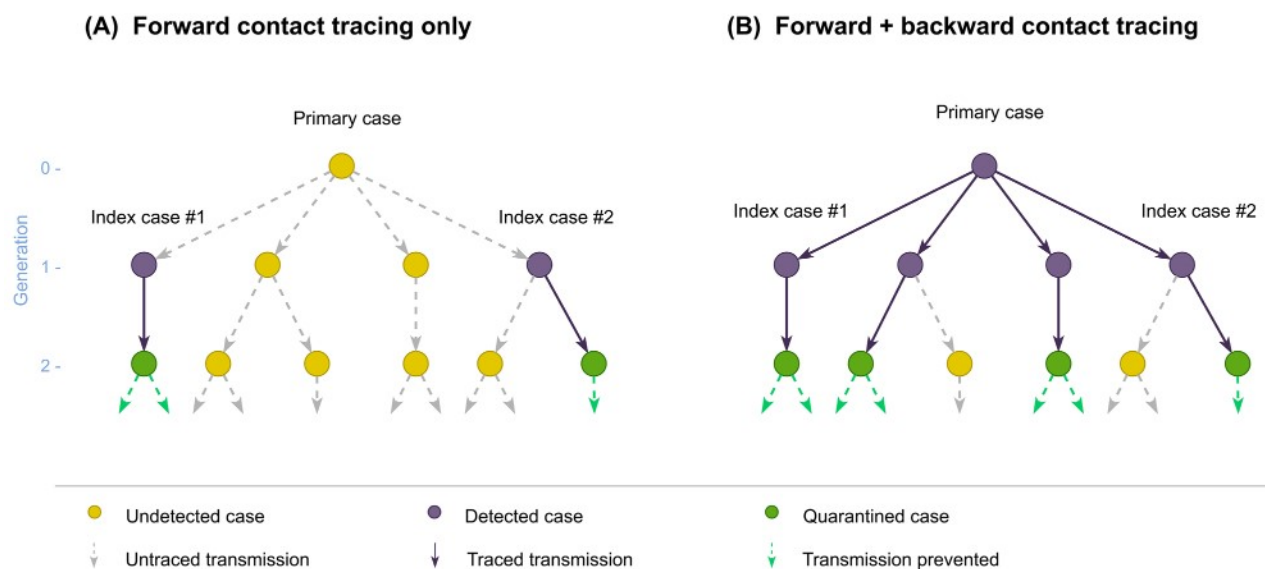 (A) Forward contact tracing only
(B) Forward + backward contact tracing
Primary case
Primary case
0 -
Index case #1
Index case #2
Index case #1
Index case #2
Generation
1 -
2 -
Undetected case
Detected case
Quarantined case
Untraced transmission
Traced transmission
Transmission prevented